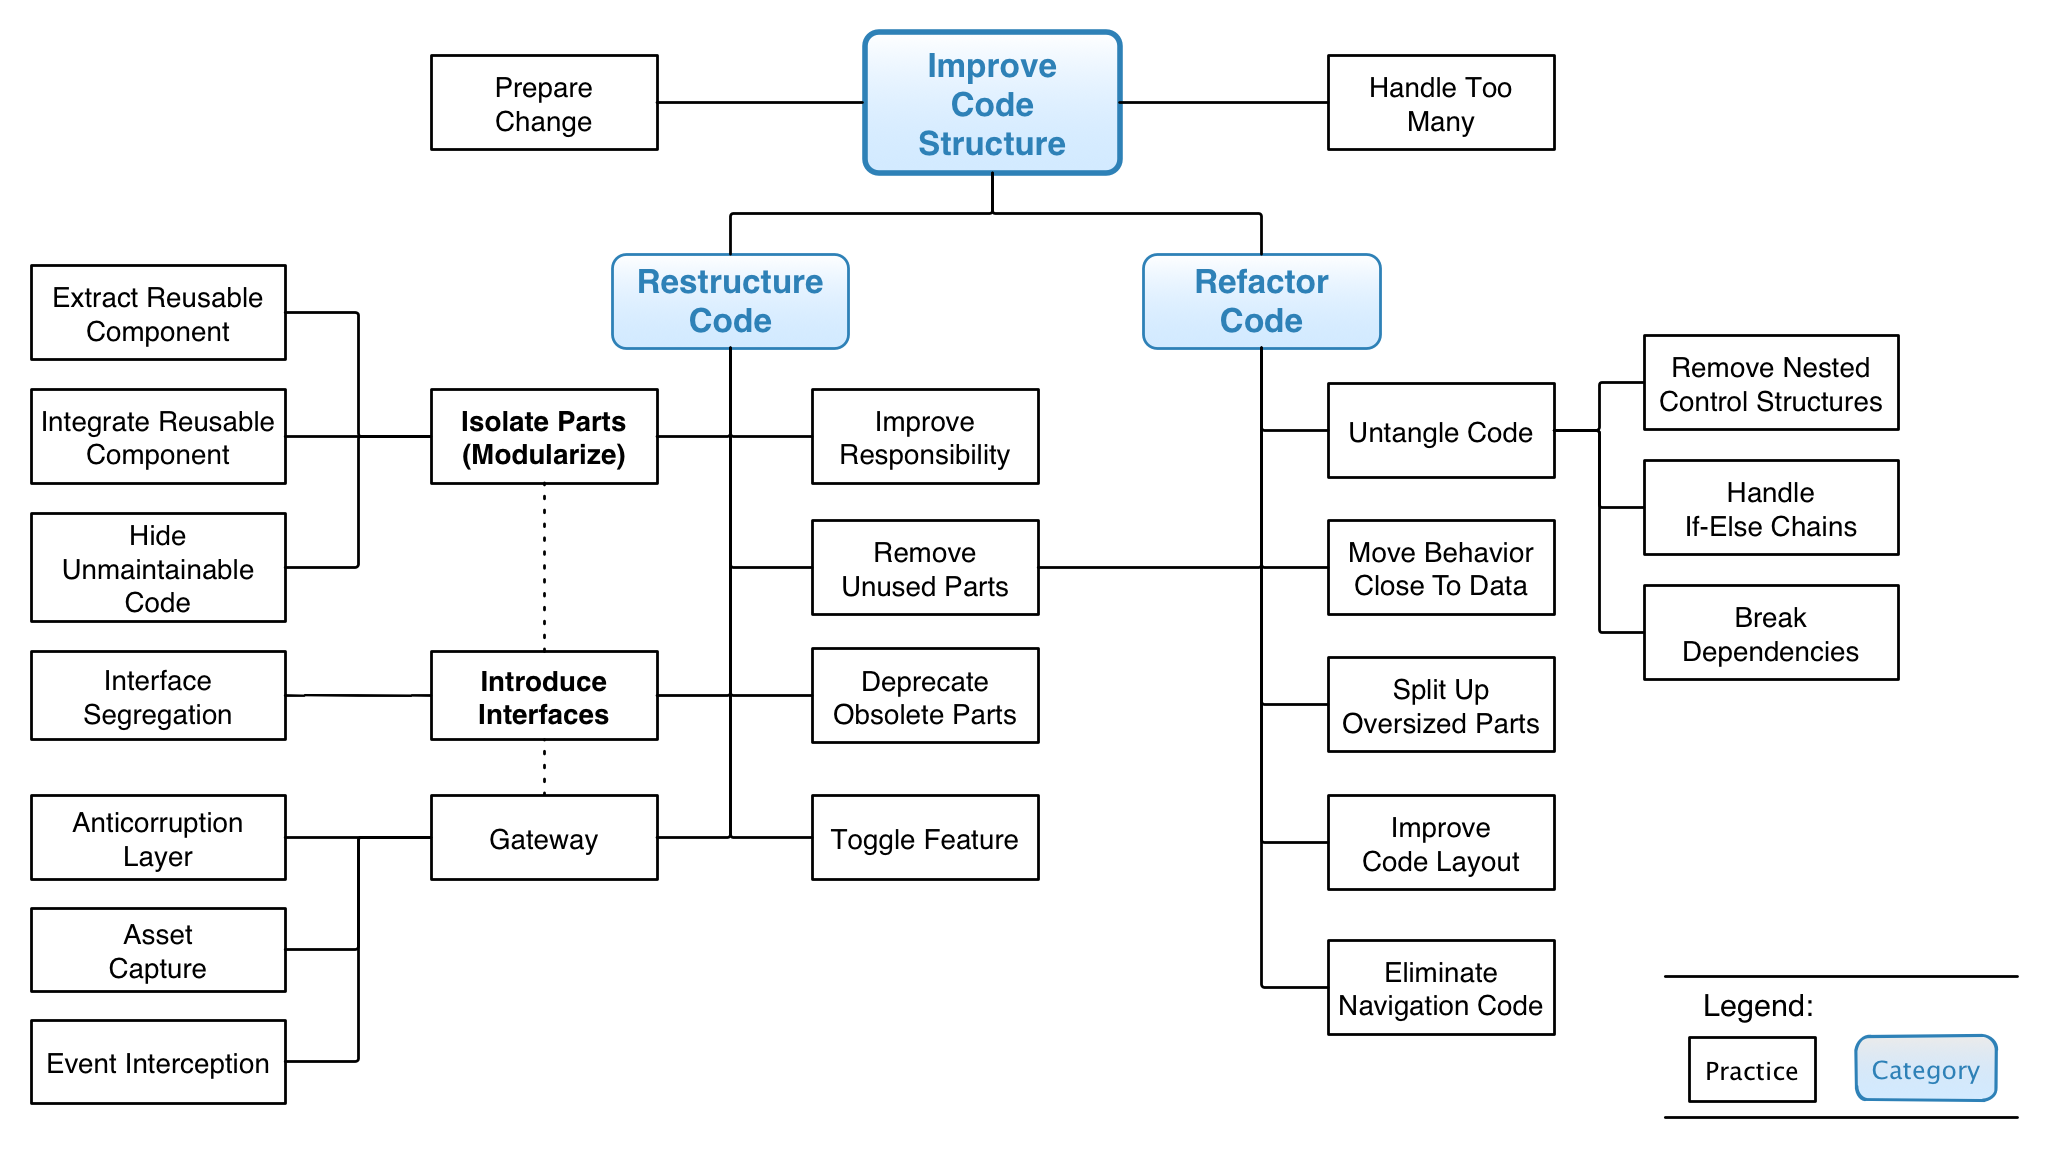 Improve
Code
Structure
Prepare
Change
Handle Too
Many
Restructure
Code
Refactor
Code
Extract Reusable
Component
Integrate Reusable
Component
Hide
Unmaintainable
Code
Interface
Segregation
Anticorruption
Layer
Asset
Capture
Event Interception
Isolate Parts
(Modularize)
Introduce
Interfaces
Gateway
Improve
Responsibility
Remove
Unused Parts
Deprecate
Obsolete Parts
Toggle Feature
Untangle Code
Move Behavior
Close To Data
Split Up
Oversized Parts
Improve
Code Layout
Eliminate
Navigation Code
Remove Nested
Control Structures
Handle
If-Else Chains
Break
Dependencies
Legend:
Practice
Category